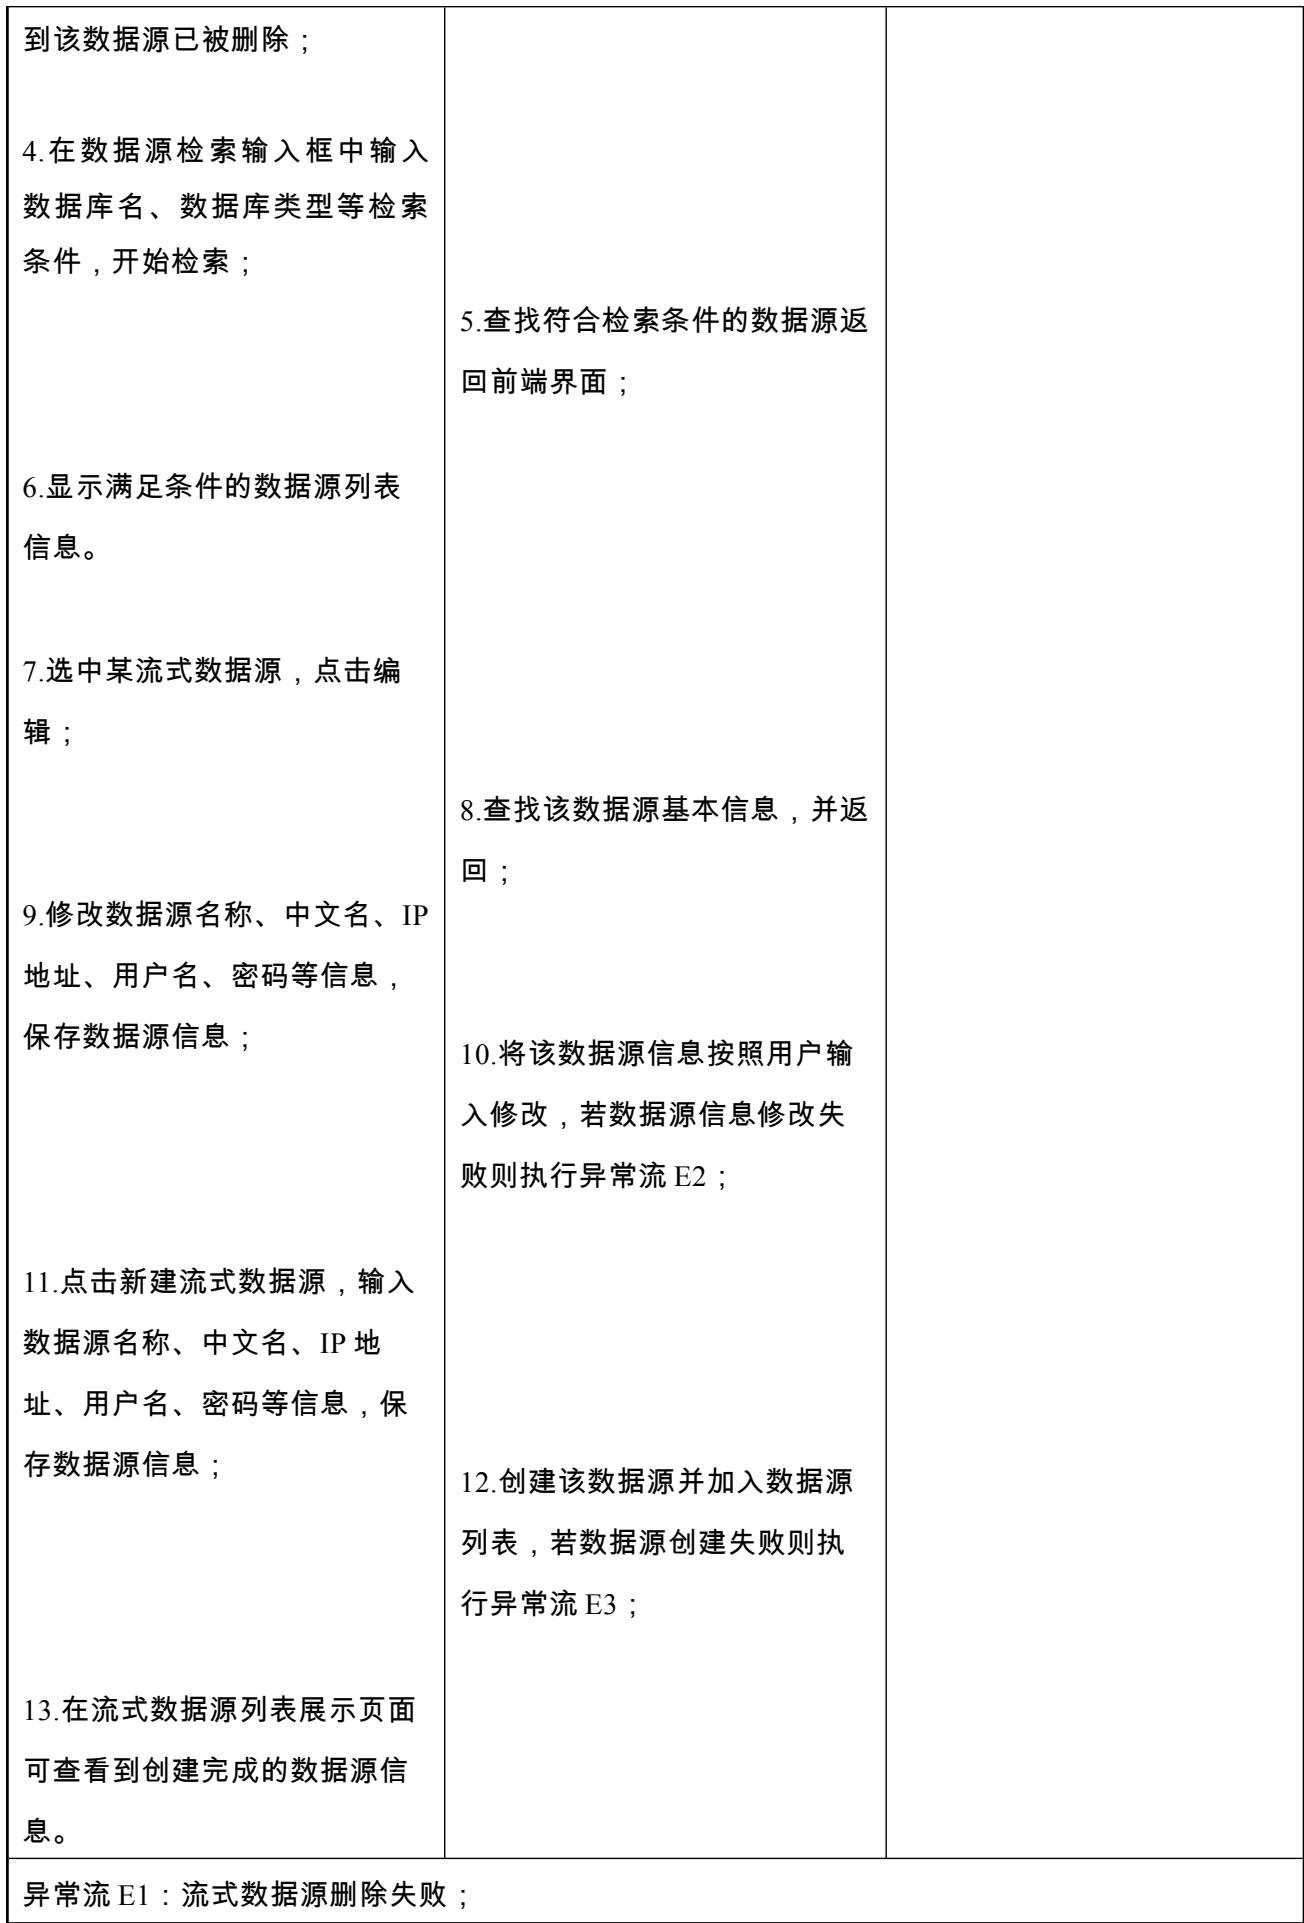 到该数据源已被删除；
4.在数据源检索输入框中输入
数据库名、数据库类型等检索
条件，开始检索；
5.查找符合检索条件的数据源返
回前端界面；
6.显示满足条件的数据源列表
信息。
7.选中某流式数据源，点击编
辑；
8.查找该数据源基本信息，并返
回；
9.修改数据源名称、中文名、IP
地址、用户名、密码等信息，
保存数据源信息；
10.将该数据源信息按照用户输
入修改，若数据源信息修改失
败则执行异常流 E2；
11.点击新建流式数据源，输入
数据源名称、中文名、IP 地
址、用户名、密码等信息，保
存数据源信息；
12.创建该数据源并加入数据源
列表，若数据源创建失败则执
行异常流 E3；
13.在流式数据源列表展示页面
可查看到创建完成的数据源信
息。
异常流 E1：流式数据源删除失败；